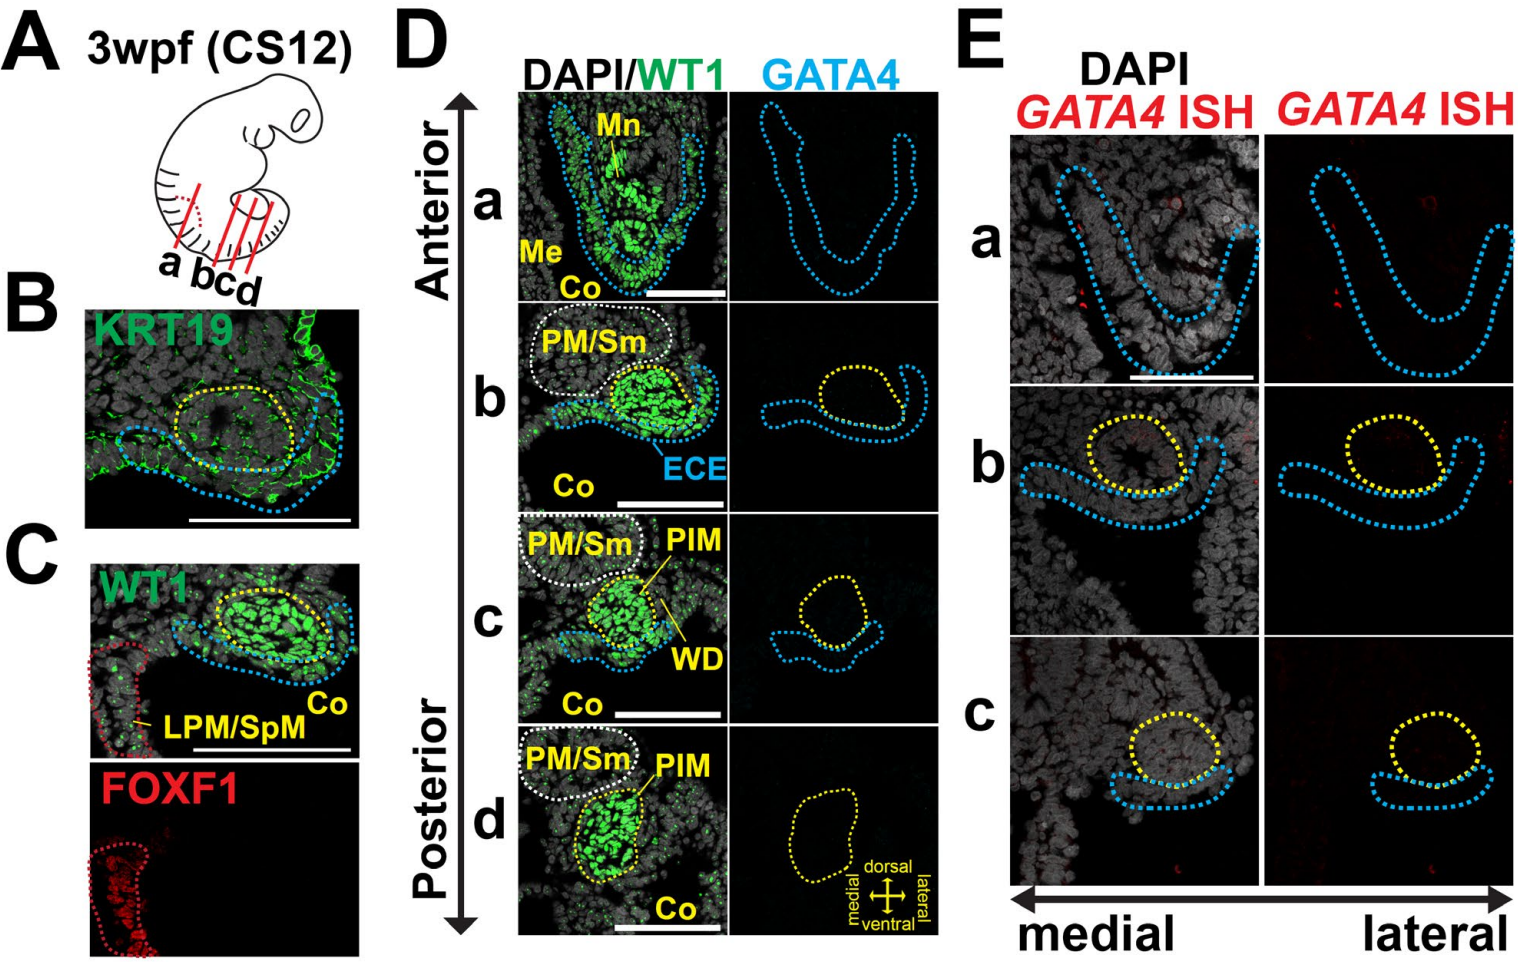 A
3wpf (CS12)
a
b
c
d
B
KRT19
C
WT1
Co
LPM/SpM
FOXF1
D
DAPI/WT1
GATA4
Anterior
Posterior
a
Mn
Me
Co
b
PM/Sm
ECE
Co
c
PM/Sm
PIM
WD
Co
d
PM/Sm
PIM
Co
dorsal
medial
lateral
ventral
E
DAPI
GATA4 ISH
GATA4 ISH
a
b
c
medial
lateral